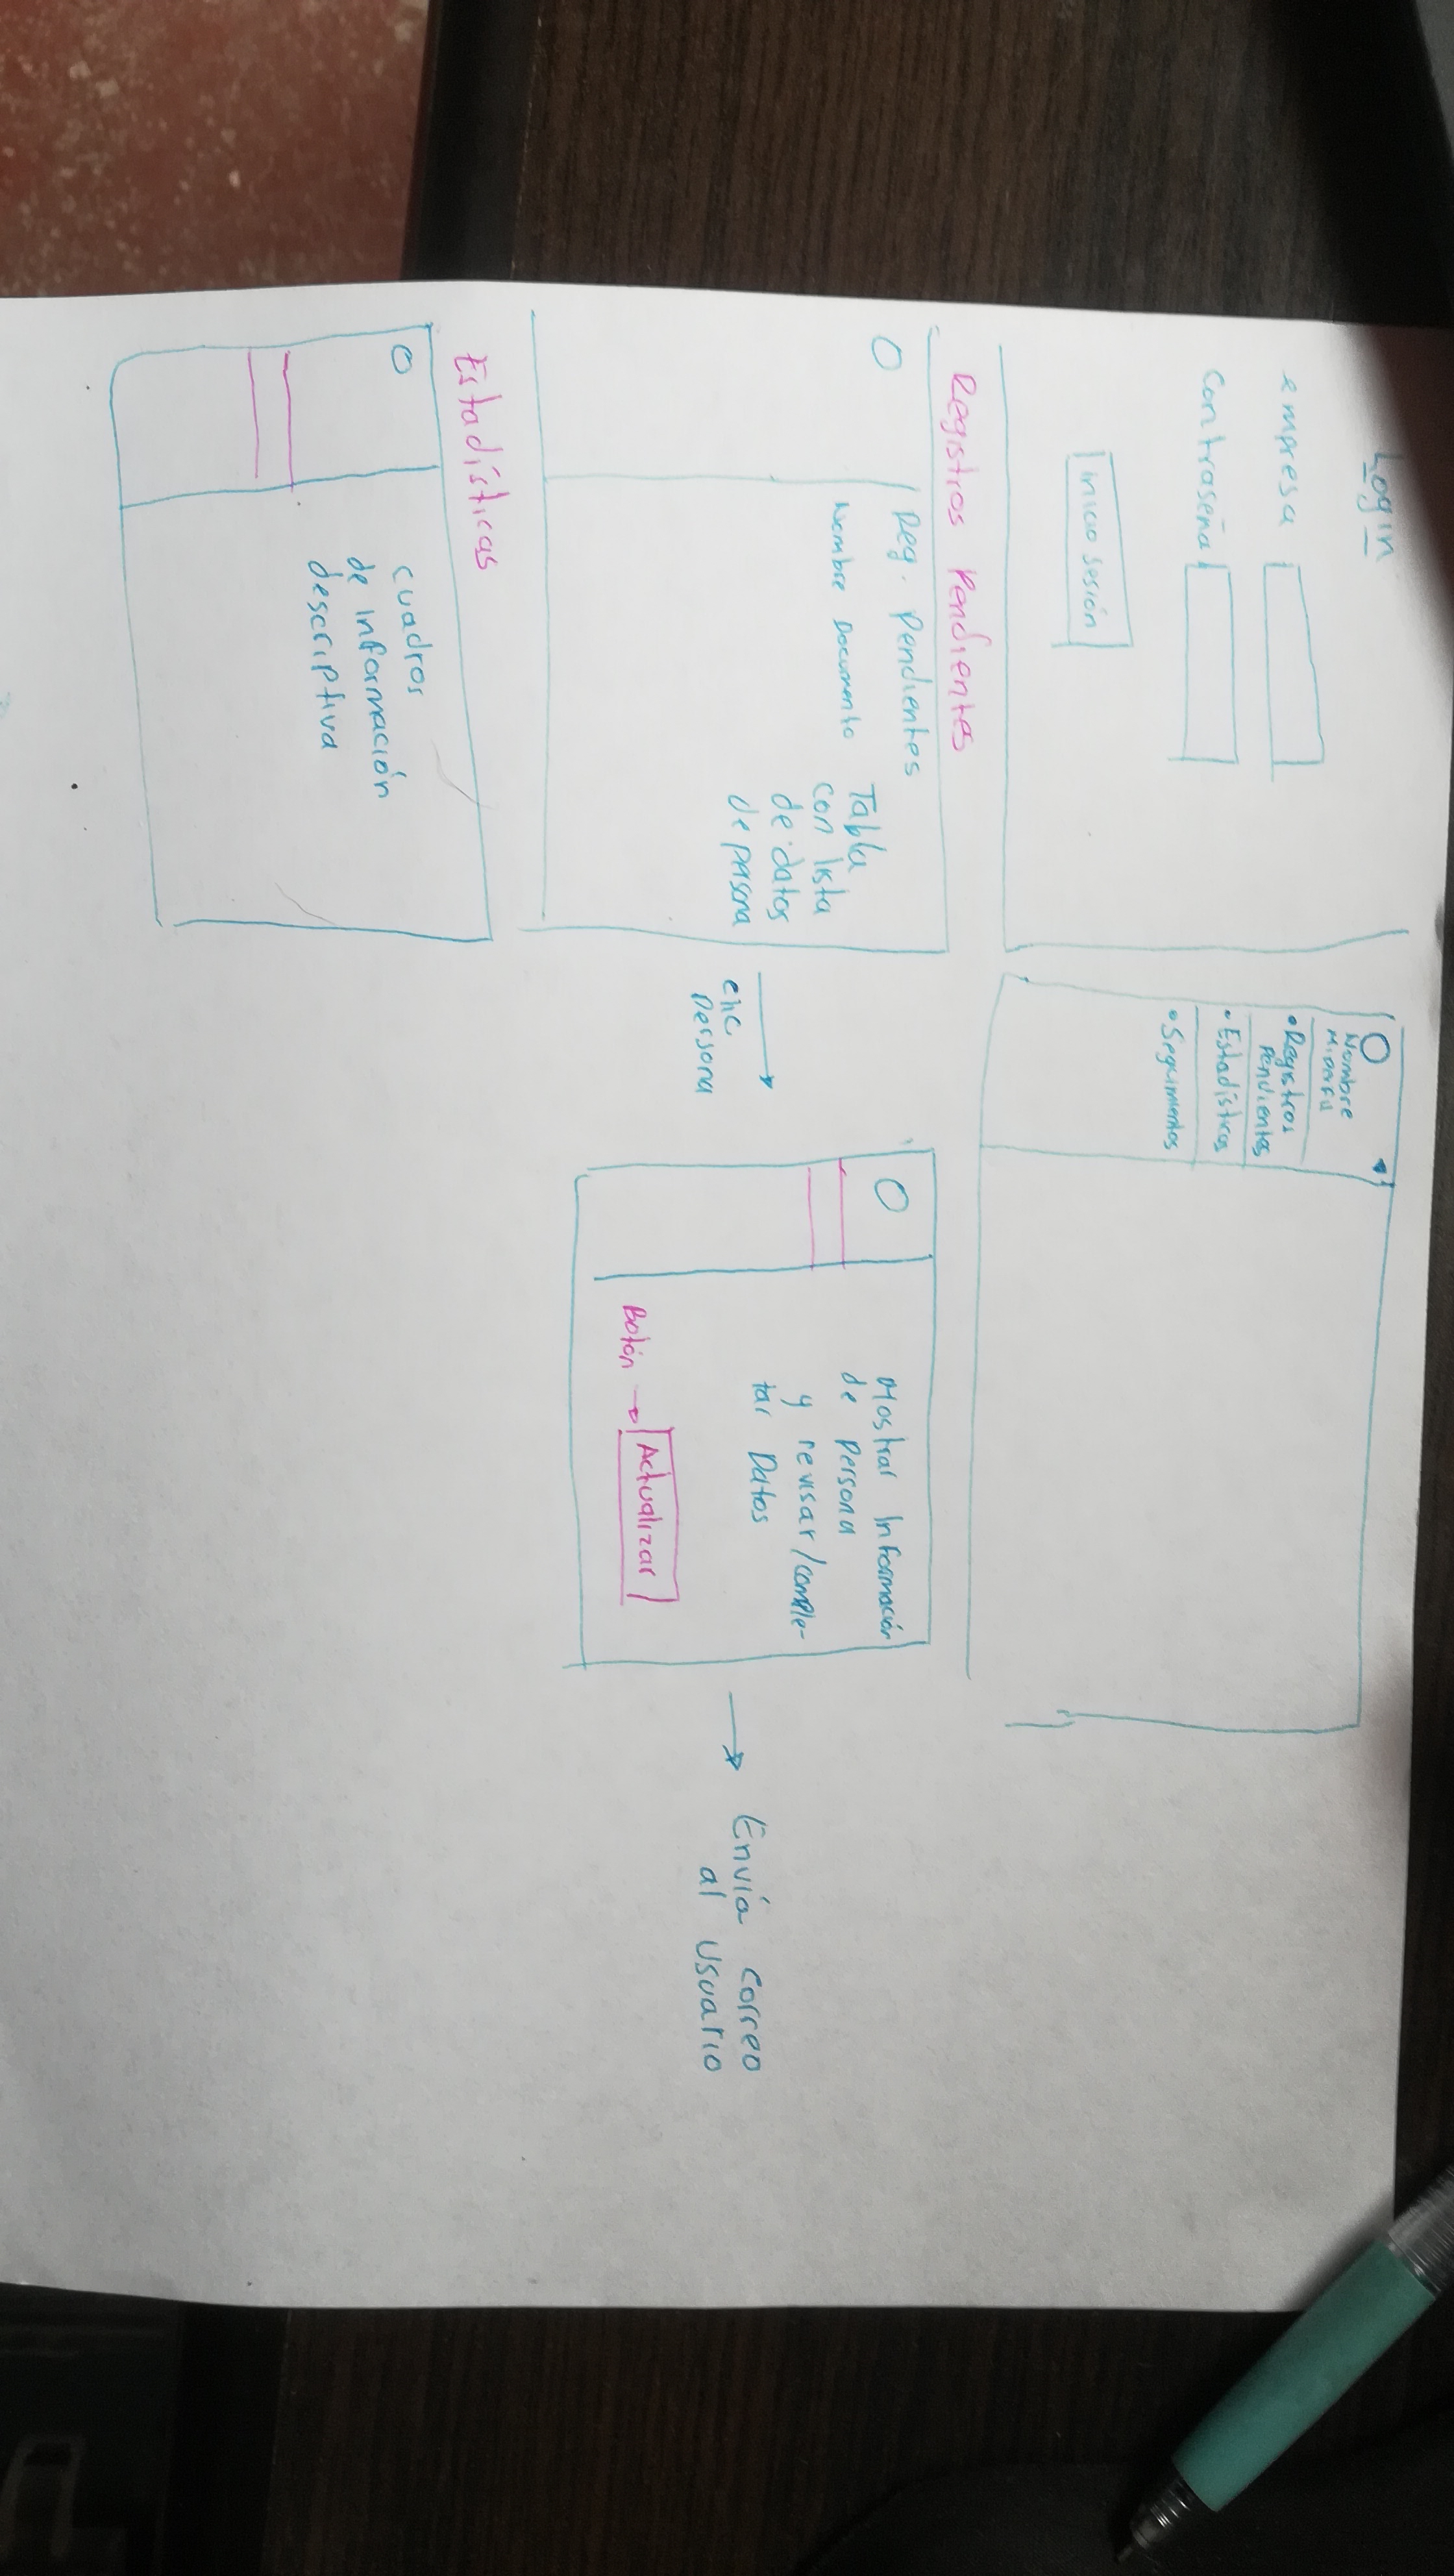 Login
empresa
Contraseña
Inicio Sesión
Nombre
Mi Perfil
• Registros
Pendientes
• Estadísticas
• Seguimientos
Registros Pendientes
Reg. Pendientes
Nombre Documento
Tabla
con lista
de datos
de persona
clic
Persona
Mostrar Información
de Persona
y revisar/comple-
tar Datos
Botón → Actualizar
Envía Correo
al Usuario
Estadísticas
Cuadros
de Información
descriptiva